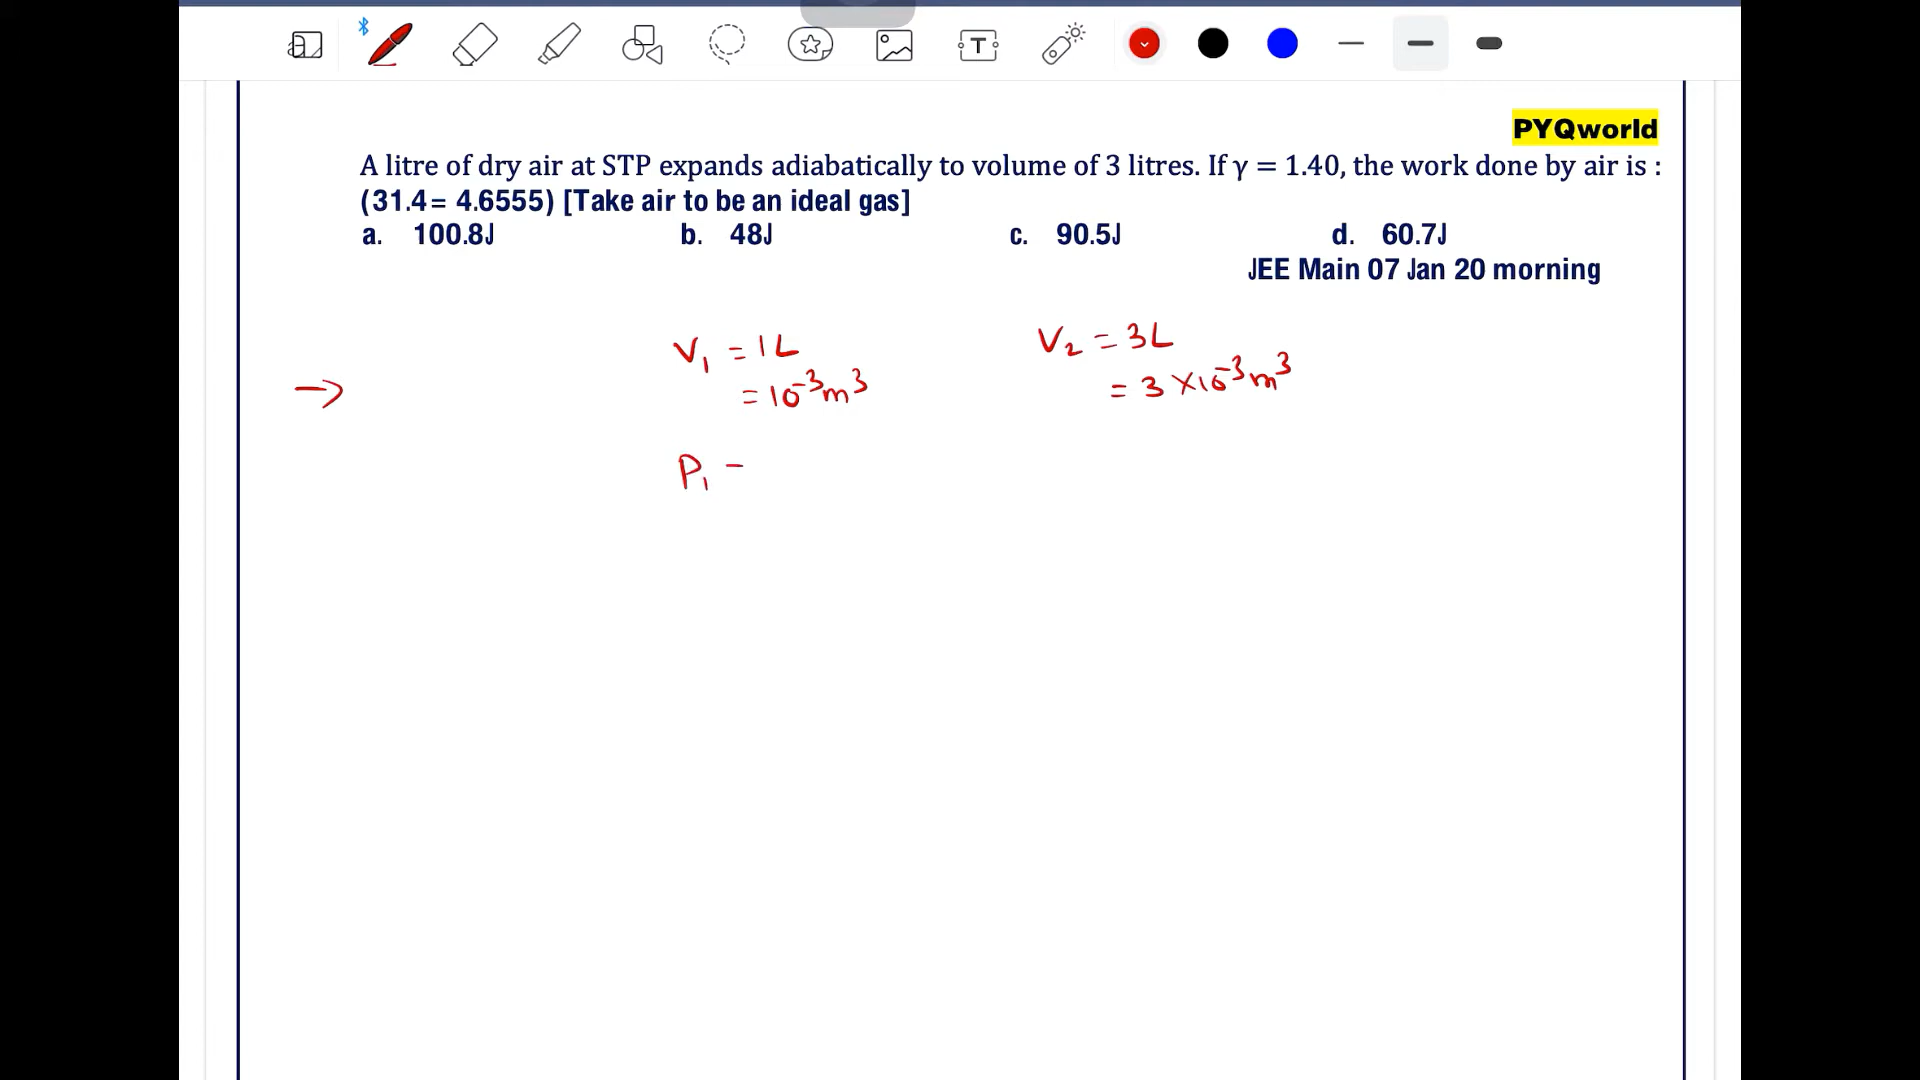 PYQworld
A litre of dry air at STP expands adiabatically to volume of 3 litres. If γ = 1.40, the work done by air is :
(31.4= 4.6555) [Take air to be an ideal gas]
a. 100.8J b. 48J c. 90.5J d. 60.7J
JEE Main 07 Jan 20 morning
V₁ = 1L V₂ = 3L
→ = 10⁻³m³ = 3 × 10⁻³m³
P₁ -